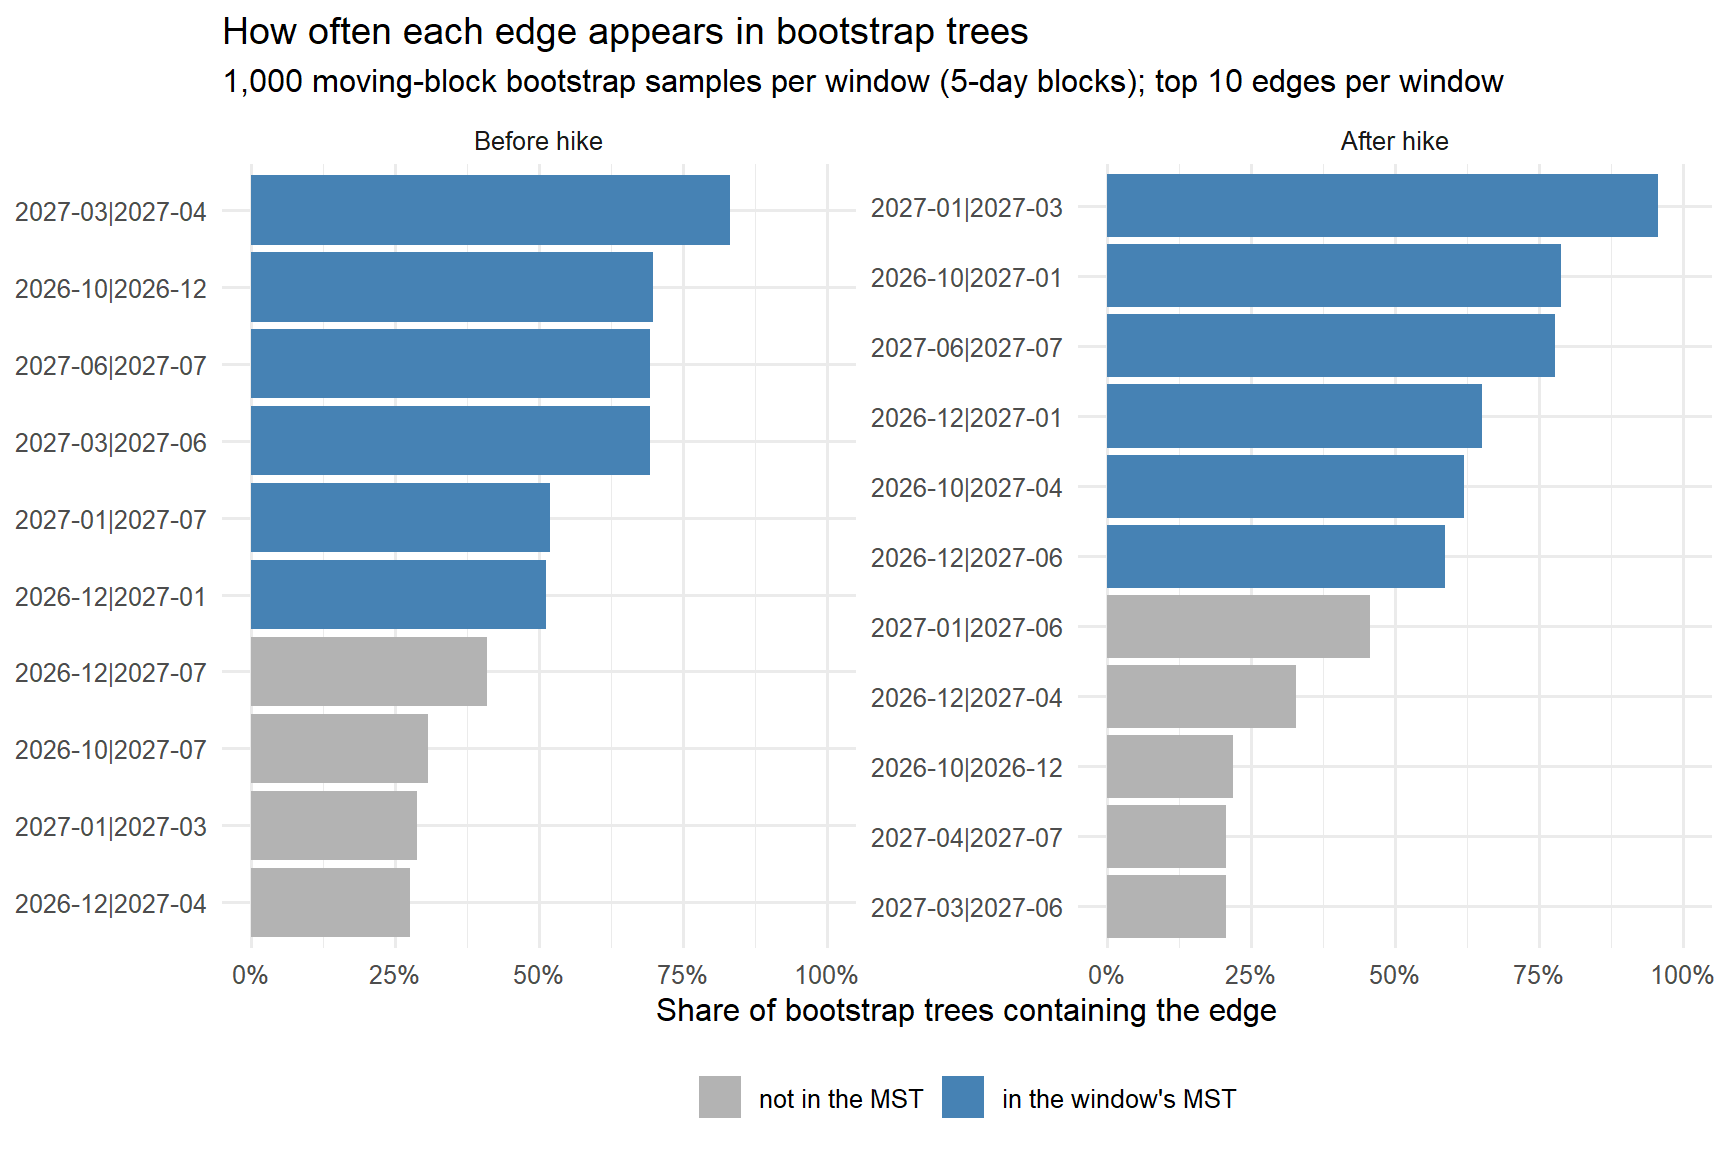 How often each edge appears in bootstrap trees
1,000 moving-block bootstrap samples per window (5-day blocks); top 10 edges per window
Before hike
2027-03|2027-04
2026-10|2026-12
2027-06|2027-07
2027-03|2027-06
2027-01|2027-07
2026-12|2027-01
2026-12|2027-07
2026-10|2027-07
2027-01|2027-03
2026-12|2027-04
0% 25% 50% 75% 100%
After hike
2027-01|2027-03
2026-10|2027-01
2027-06|2027-07
2026-12|2027-01
2026-10|2027-04
2026-12|2027-06
2027-01|2027-06
2026-12|2027-04
2026-10|2026-12
2027-04|2027-07
2027-03|2027-06
0% 25% 50% 75% 100%
Share of bootstrap trees containing the edge
not in the MST
in the window's MST